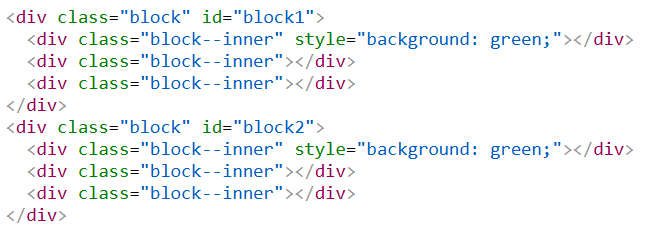 <div class="block" id="block1">
  <div class="block--inner" style="background: green;"></div>
  <div class="block--inner"></div>
  <div class="block--inner"></div>
</div>
<div class="block" id="block2">
  <div class="block--inner" style="background: green;"></div>
  <div class="block--inner"></div>
  <div class="block--inner"></div>
</div>